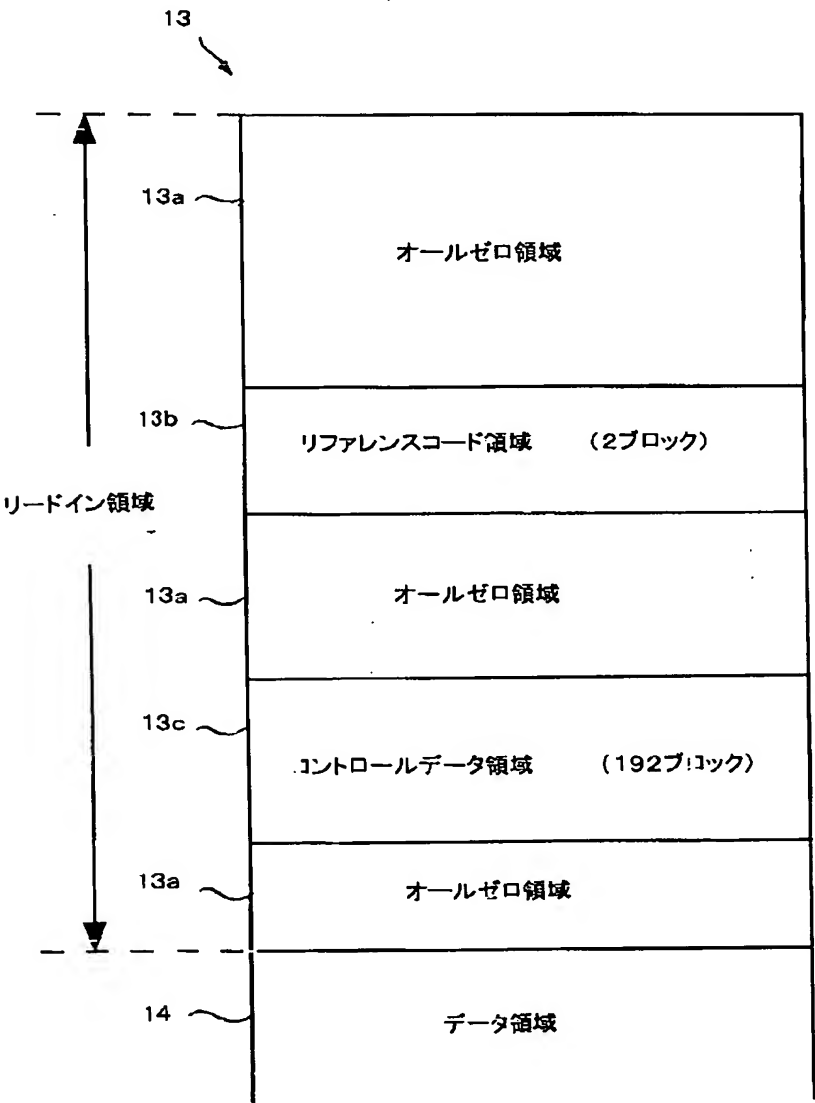 13
13a
オールゼロ領域
13b
リファレンスコード領域 (2ブロック)
リードイン領域
13a
オールゼロ領域
13c
コントロールデータ領域 (192ブロック)
13a
オールゼロ領域
14
データ領域